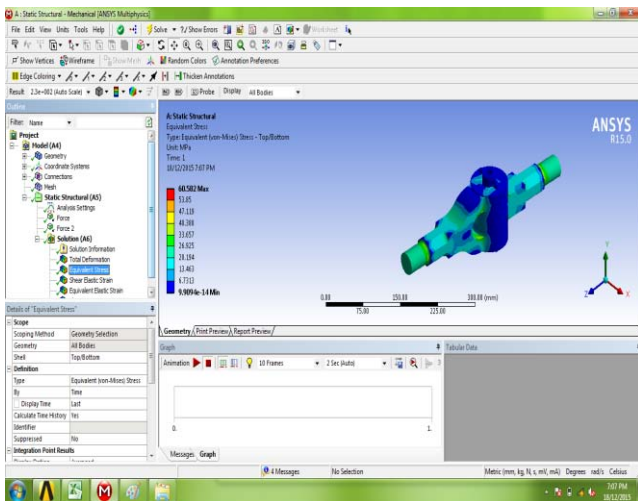 A : Static Structural - Mechanical [ANSYS Multiphysics]
File Edit View Units Tools Help Solve ?/ Show Errors Worksheet
Show Vertices Wireframe Show Mesh Random Colors Annotation Preferences
Edge Coloring Thicken Annotations
Result 2.3e+002 (Auto Scale) Probe Display All Bodies
Outline
Filter: Name
Project
Model (A4)
Geometry
Coordinate Systems
Connections
Mesh
Static Structural (A5)
Analysis Settings
Force
Force 2
Solution (A6)
Solution Information
Total Deformation
Equivalent Stress
Shear Elastic Strain
Equivalent Elastic Strain
Details of "Equivalent Stress"
Scope
Scoping Method Geometry Selection
Geometry All Bodies
Shell Top/Bottom
Definition
Type Equivalent (von-Mises) Stress
By Time
Display Time Last
Calculate Time History Yes
Identifier
Suppressed No
Integration Point Results
A: Static Structural
Equivalent Stress
Type: Equivalent (von-Mises) Stress - Top/Bottom
Unit: MPa
Time: 1
18/12/2015 7:07 PM
60.582 Max
53.85
47.119
40.388
33.657
26.925
20.194
13.463
6.7313
9.9094e-14 Min
ANSYS
R15.0
0.00 150.00 300.00 (mm)
75.00 225.00
Y
Z X
Geometry Print Preview Report Preview
Graph
Animation 10 Frames 2 Sec (Auto)
0. 1.
Messages Graph
Tabular Data
4 Messages No Selection Metric (mm, kg, N, s, mV, mA) Degrees rad/s Celsius
7:07 PM
18/12/2015